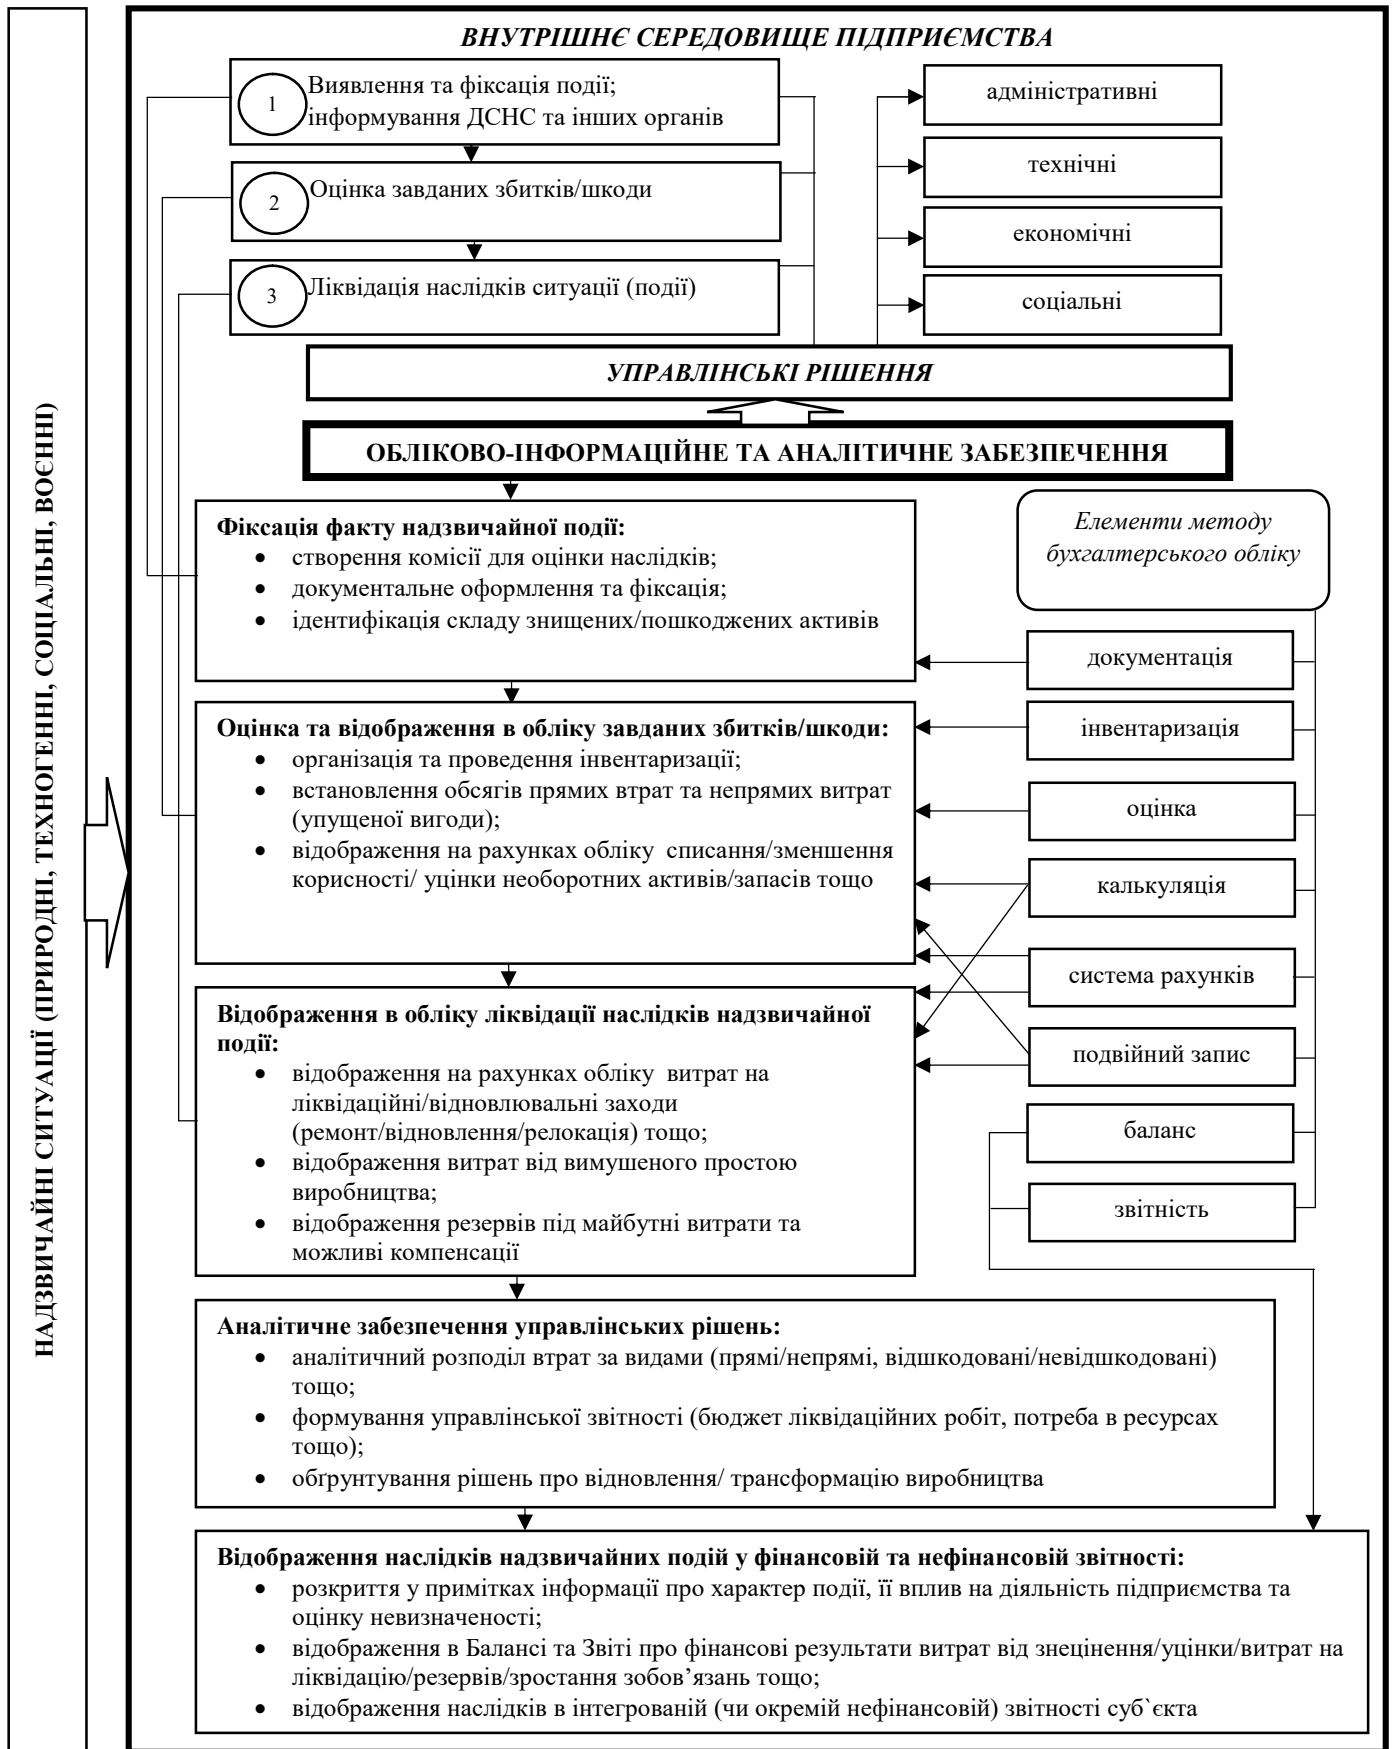 НАДЗВИЧАЙНІ СИТУАЦІЇ (ПРИРОДНІ, ТЕХНОГЕННІ, СОЦІАЛЬНІ, ВОЄННІ)
ВНУТРІШНЄ СЕРЕДОВИЩЕ ПІДПРИЄМСТВА
1
Виявлення та фіксація події;
інформування ДСНС та інших органів
2
Оцінка завданих збитків/шкоди
3
Ліквідація наслідків ситуації (події)
адміністративні
технічні
економічні
соціальні
УПРАВЛІНСЬКІ РІШЕННЯ
ОБЛІКОВО-ІНФОРМАЦІЙНЕ ТА АНАЛІТИЧНЕ ЗАБЕЗПЕЧЕННЯ
Фіксація факту надзвичайної події:
• створення комісії для оцінки наслідків;
• документальне оформлення та фіксація;
• ідентифікація складу знищених/пошкоджених активів
Оцінка та відображення в обліку завданих збитків/шкоди:
• організація та проведення інвентаризації;
• встановлення обсягів прямих втрат та непрямих витрат
(упущеної вигоди);
• відображення на рахунках обліку списання/зменшення
корисності/ уцінки необоротних активів/запасів тощо
Відображення в обліку ліквідації наслідків надзвичайної
події:
• відображення на рахунках обліку витрат на
ліквідаційні/відновлювальні заходи
(ремонт/відновлення/релокація) тощо;
• відображення витрат від вимушеного простою
виробництва;
• відображення резервів під майбутні витрати та
можливі компенсації
Елементи методу
бухгалтерського обліку
документація
інвентаризація
оцінка
калькуляція
система рахунків
подвійний запис
баланс
звітність
Аналітичне забезпечення управлінських рішень:
• аналітичний розподіл втрат за видами (прямі/непрямі, відшкодовані/невідшкодовані)
тощо;
• формування управлінської звітності (бюджет ліквідаційних робіт, потреба в ресурсах
тощо);
• обґрунтування рішень про відновлення/ трансформацію виробництва
Відображення наслідків надзвичайних подій у фінансовій та нефінансовій звітності:
• розкриття у примітках інформації про характер події, її вплив на діяльність підприємства та
оцінку невизначеності;
• відображення в Балансі та Звіті про фінансові результати витрат від знецінення/уцінки/витрат на
ліквідацію/резервів/зростання зобов’язань тощо;
• відображення наслідків в інтегрованій (чи окремій нефінансовій) звітності суб`єкта